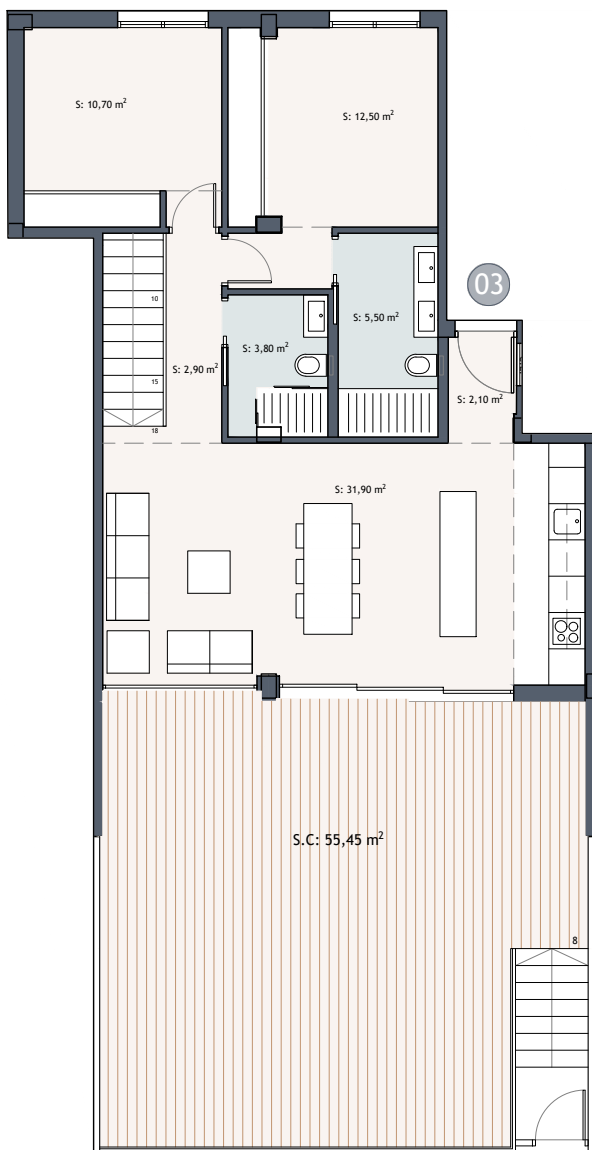 S: 10,70 m²
S: 12,50 m²
03
10
S: 5,50 m²
S: 3,80 m²
S: 2,90 m²
15
S: 2,10 m²
18
S: 31,90 m²
S.C: 55,45 m²
8